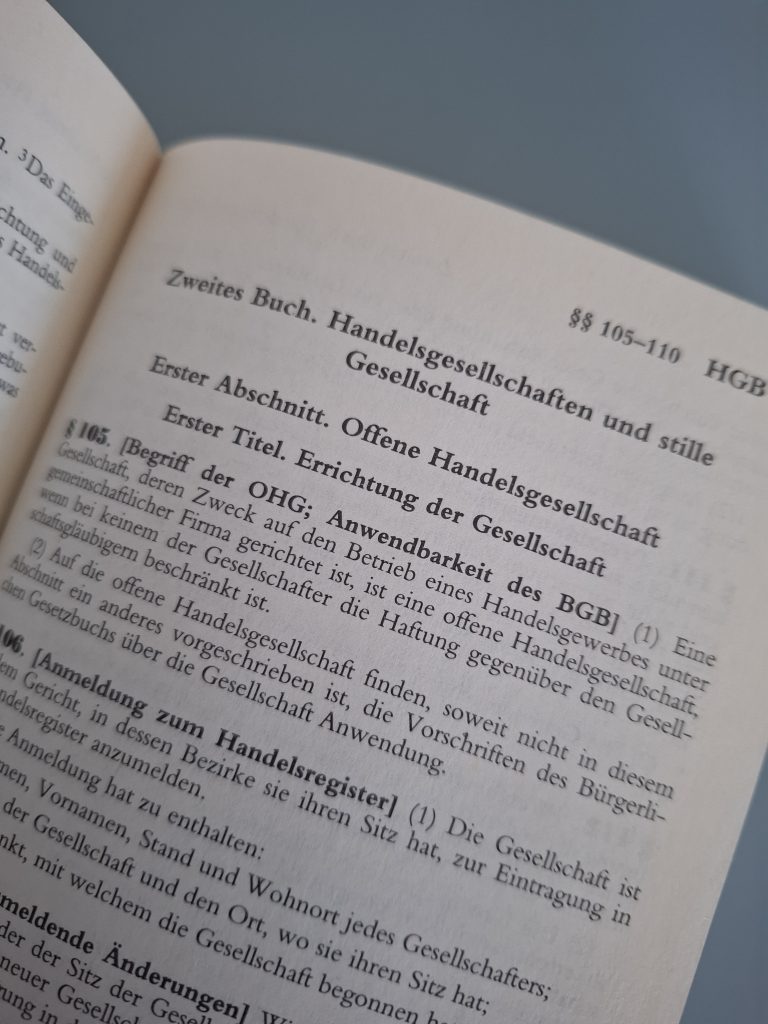 3Das Einge-
chtung und
s Handels-
t ver-
gebu-
was
§§ 105–110 HGB
Zweites Buch. Handelsgesellschaften und stille
Gesellschaft
Erster Abschnitt. Offene Handelsgesellschaft
Erster Titel. Errichtung der Gesellschaft
§ 105. [Begriff der OHG; Anwendbarkeit des BGB] (1) Eine
Gesellschaft, deren Zweck auf den Betrieb eines Handelsgewerbes unter
gemeinschaftlicher Firma gerichtet ist, ist eine offene Handelsgesellschaft,
wenn bei keinem der Gesellschafter die Haftung gegenüber den Gesell-
schaftsgläubigern beschränkt ist.
(2) Auf die offene Handelsgesellschaft finden, soweit nicht in diesem
Abschnitt ein anderes vorgeschrieben ist, die Vorschriften des Bürgerli-
chen Gesetzbuchs über die Gesellschaft Anwendung.
106. [Anmeldung zum Handelsregister] (1) Die Gesellschaft ist
dem Gericht, in dessen Bezirke sie ihren Sitz hat, zur Eintragung in
ndelsregister anzumelden.
e Anmeldung hat zu enthalten:
men, Vornamen, Stand und Wohnort jedes Gesellschafters;
der Gesellschaft und den Ort, wo sie ihren Sitz hat;
nkt, mit welchem die Gesellschaft begonnen
meldende Änderungen]
der der Sitz der
neuer